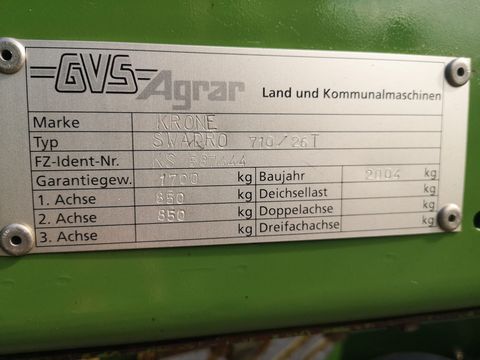 GVS Agrar Land und Kommunalmaschinen
Marke KRONE
Typ SWADRO 710/26T
FZ-Ident-Nr. KS
Garantiegew. 1700 kg Baujahr 2004 kg
1. Achse 850 kg Deichsellast kg
2. Achse 850 kg Doppelachse kg
3. Achse kg Dreifachachse kg